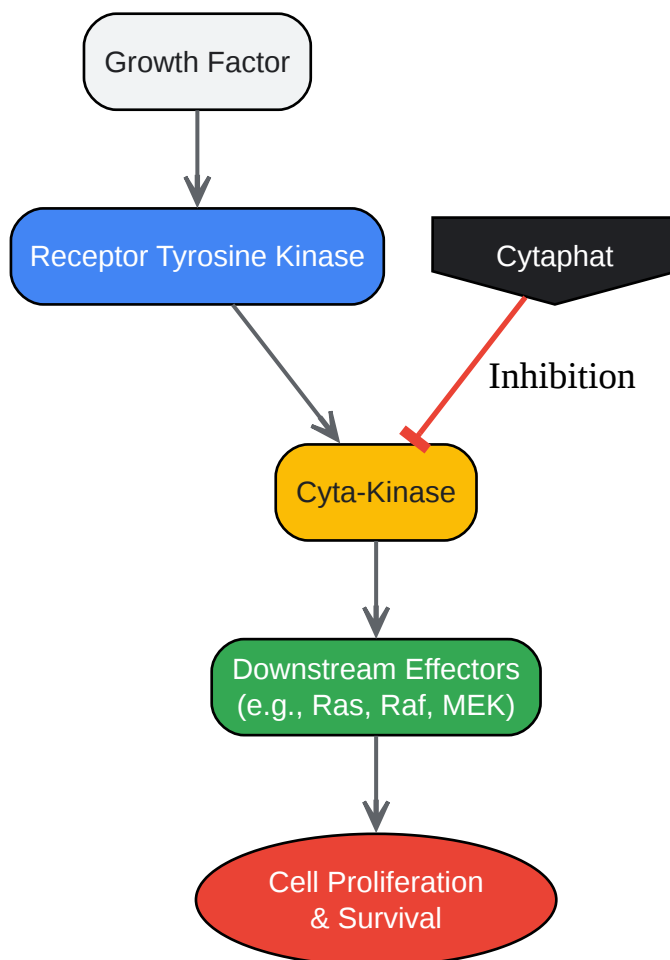 Growth Factor
Receptor Tyrosine Kinase
Cytaphat
Inhibition
Cyta-Kinase
Downstream Effectors
(e.g., Ras, Raf, MEK)
Cell Proliferation
& Survival